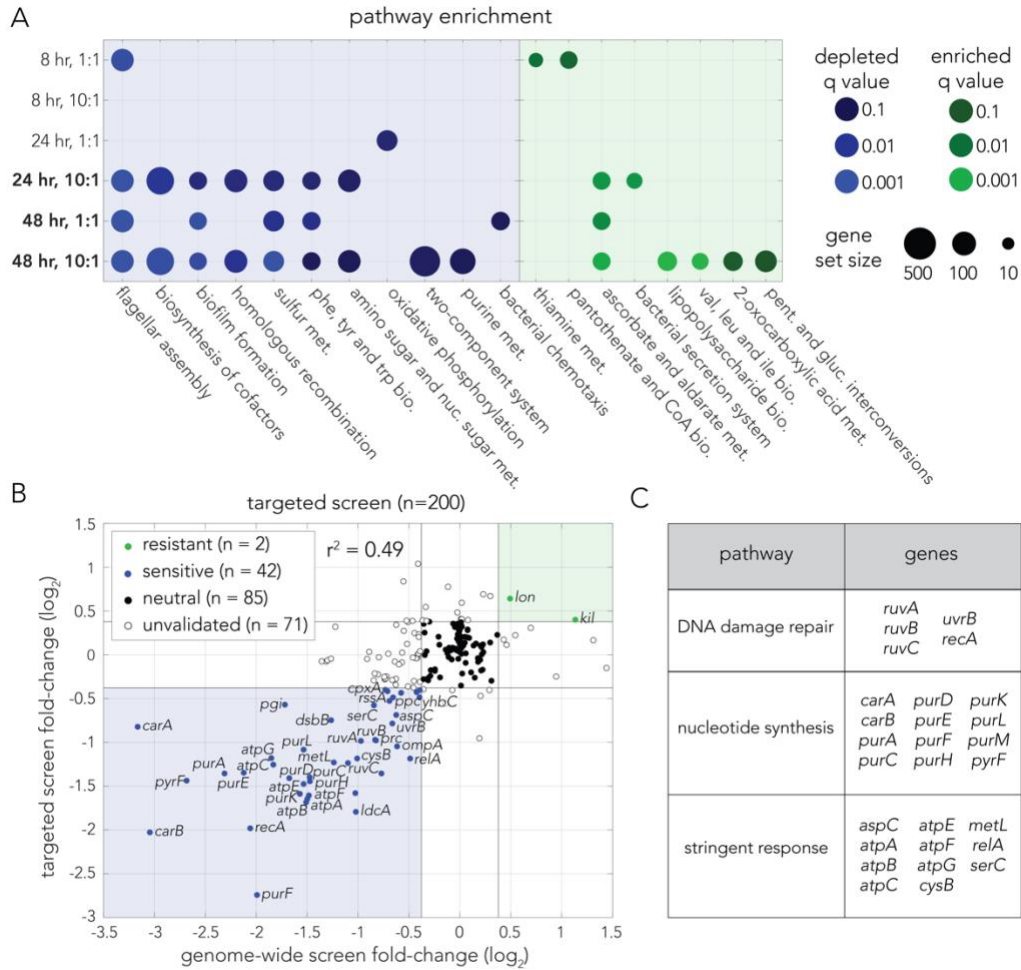 A
pathway enrichment
8 hr, 1:1
8 hr, 10:1
24 hr, 1:1
24 hr, 10:1
48 hr, 1:1
48 hr, 10:1
flagellar assembly
biosynthesis of cofactors
biofilm formation
homologous recombination
sulfur met.
phe, tyr and trp bio.
amino sugar and nuc. sugar met.
oxidative phosphorylation
two-component system
purine met.
bacterial chemotaxis
thiamine met.
pantothenate and CoA bio.
ascorbate and aldarate met.
bacterial secretion system
lipopolysaccharide bio.
val, leu and ile bio.
2-oxocarboxylic acid met.
pent. and gluc. interconversions
depleted
q value
0.1
0.01
0.001
enriched
q value
0.1
0.01
0.001
gene
set size
500 100 10
B
targeted screen (n=200)
resistant (n = 2)
sensitive (n = 42)
neutral (n = 85)
unvalidated (n = 71)
r2 = 0.49
targeted screen fold-change (log2)
1.5
1
0.5
0
-0.5
-1
-1.5
-2
-2.5
-3
lon
kil
cpxA
rssA
ppc
yhbC
pgi
carA
dsbB
serC
aspC
uvrB
ruvA
ruvB
prc
ompA
purL
atpG
atpC
metL
cysB
relA
purA
purD
purC
ruvC
pyrF
purE
atpE
purH
purK
atpF
atpB
atpA
ldcA
carB
recA
purF
-3.5 -3 -2.5 -2 -1.5 -1 -0.5 0 0.5 1 1.5
genome-wide screen fold-change (log2)
C
pathway genes
DNA damage repair
ruvA
ruvB
ruvC
uvrB
recA
nucleotide synthesis
carA purD purK
carB purE purL
purA purF purM
purC purH pyrF
stringent response
aspC atpE metL
atpA atpF relA
atpB atpG serC
atpC cysB